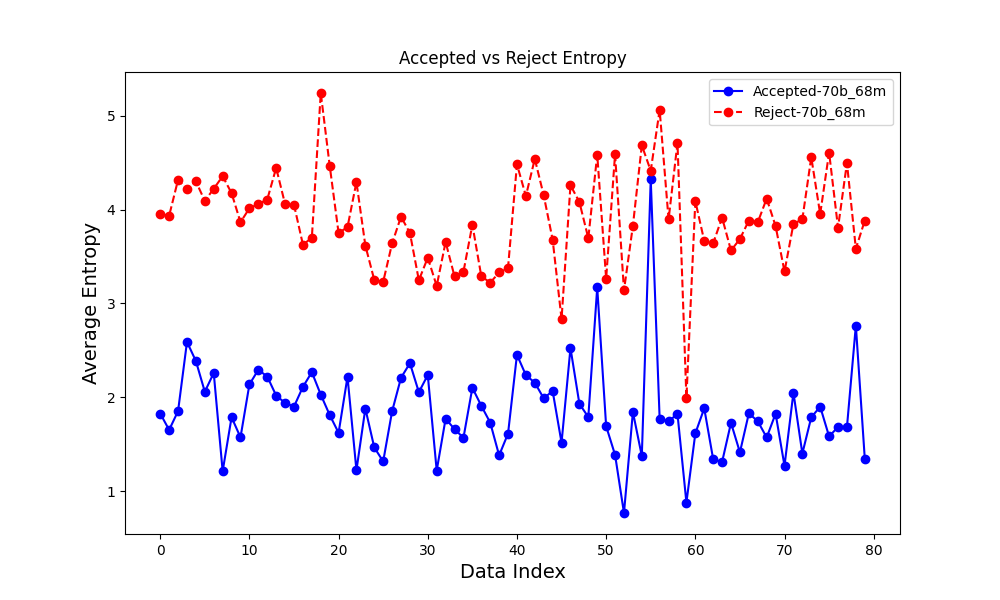 Accepted vs Reject Entropy
Accepted-70b_68m
Reject-70b_68m
Average Entropy
5
4
3
2
1
0 10 20 30 40 50 60 70 80
Data Index